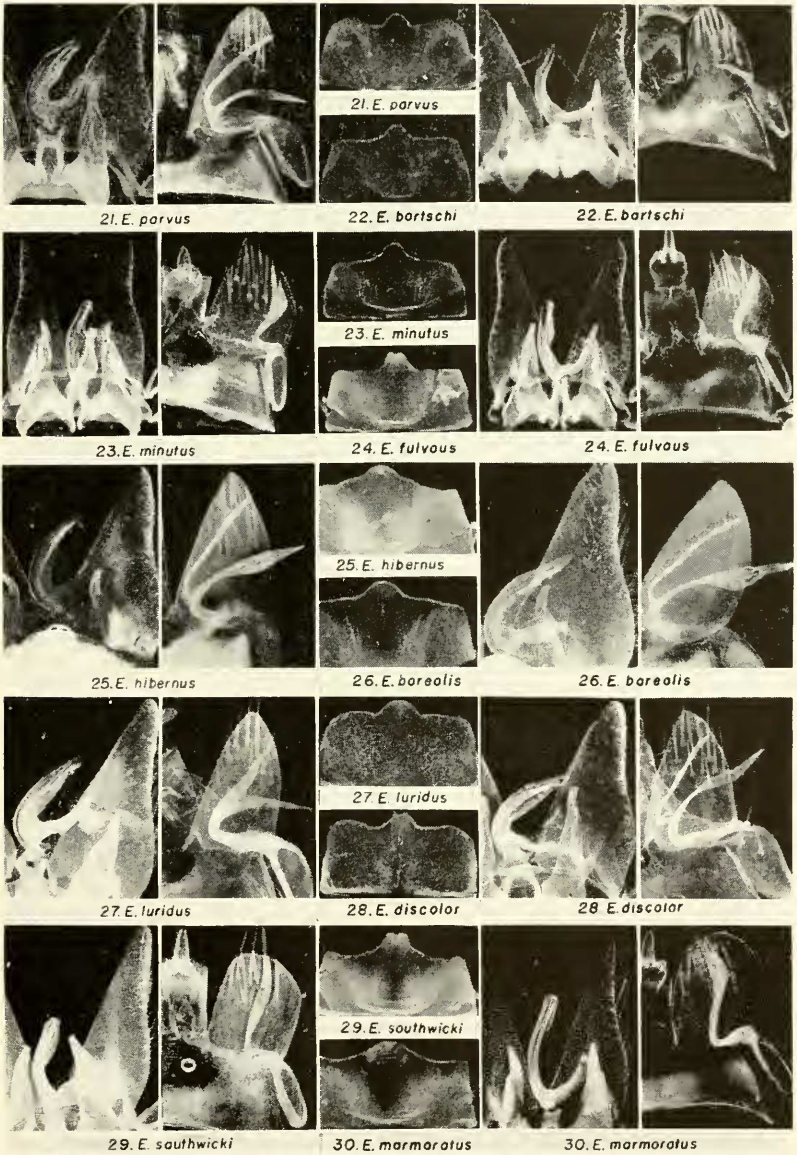 21. E. parvus
21. E. parvus
22. E. bartschi
22. E. bartschi
23. E. minutus
23. E. minutus
24. E. fulvous
24. E. fulvous
25. E. hibernus
25. E. hibernus
26. E. borealis
26. E. borealis
27. E. luridus
27. E. luridus
28. E. discolor
28 E. discolor
29. E. southwicki
29. E. southwicki
30. E. marmoratus
30. E. marmoratus